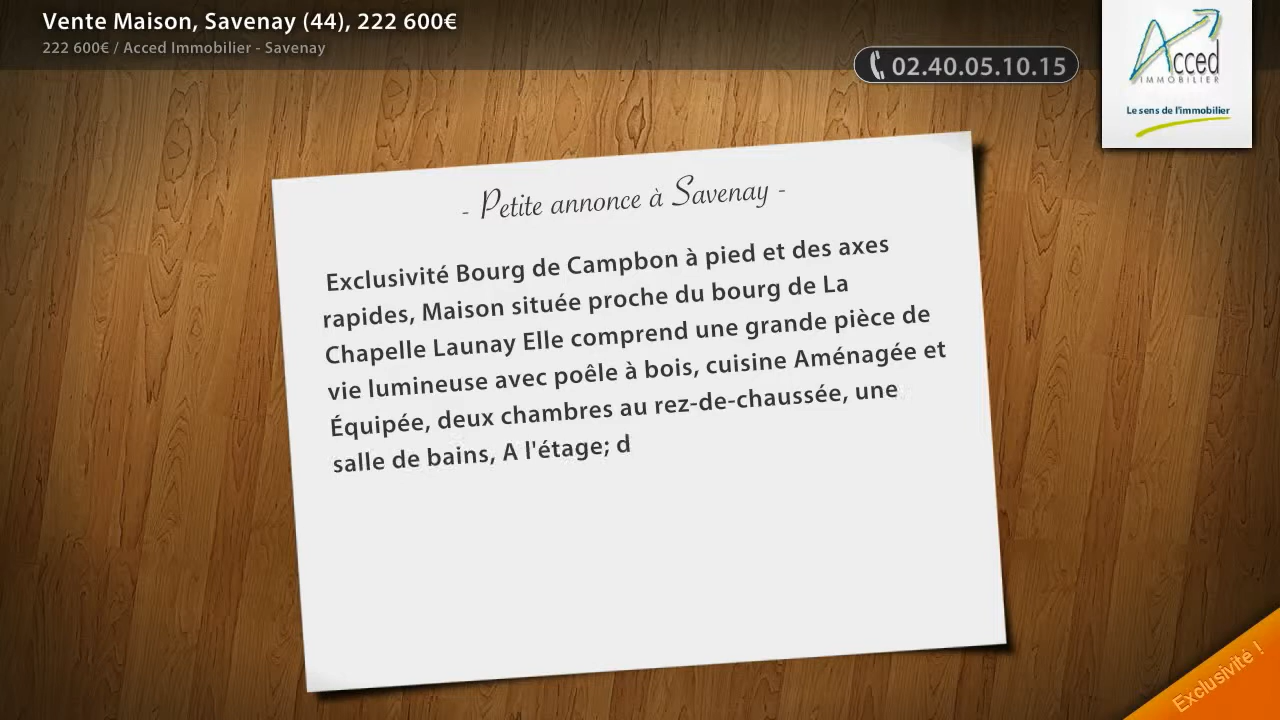 Vente Maison, Savenay (44), 222 600€
222 600€ / Acced Immobilier - Savenay
02.40.05.10.15
Acced
IMMOBILIER
Le sens de l'immobilier
- Petite annonce à Savenay -
Exclusivité Bourg de Campbon à pied et des axes
rapides, Maison située proche du bourg de La
Chapelle Launay Elle comprend une grande pièce de
vie lumineuse avec poêle à bois, cuisine Aménagée et
Équipée, deux chambres au rez-de-chaussée, une
salle de bains, A l'étage; d
Exclusivité !